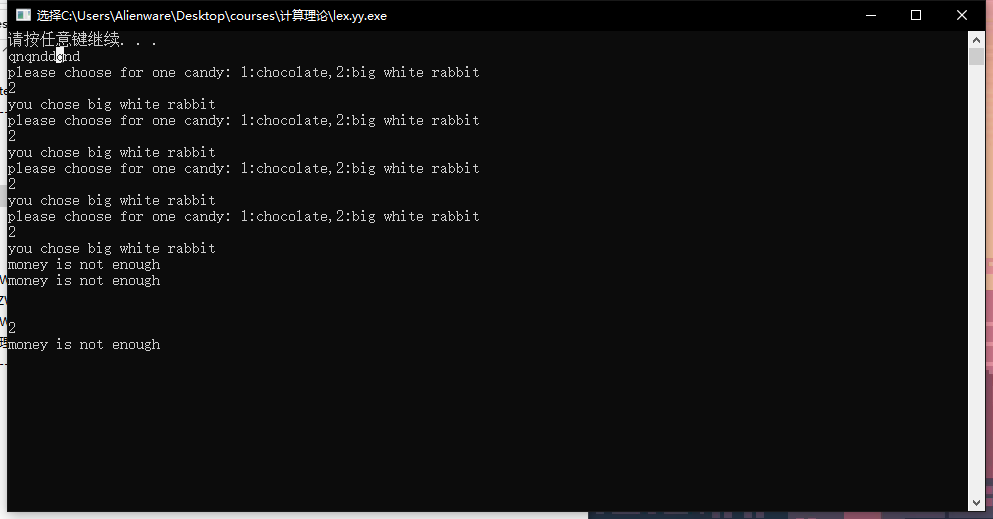 选择C:\Users\Alienware\Desktop\courses\计算理论\lex.yy.exe
请按任意键继续. . .
qnqnddqnd
please choose for one candy: 1:chocolate,2:big white rabbit
2
you chose big white rabbit
please choose for one candy: 1:chocolate,2:big white rabbit
2
you chose big white rabbit
please choose for one candy: 1:chocolate,2:big white rabbit
2
you chose big white rabbit
please choose for one candy: 1:chocolate,2:big white rabbit
2
you chose big white rabbit
money is not enough
money is not enough
2
money is not enough